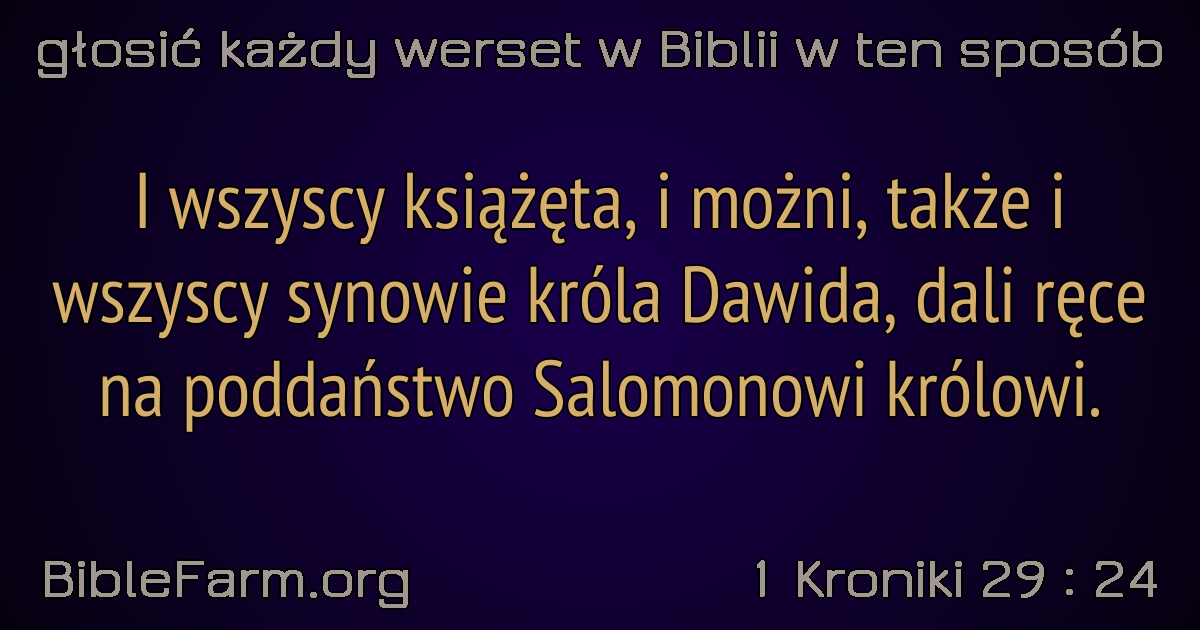 głosić każdy werset w Biblii w ten sposób
I wszyscy książęta, i możni, także i
wszyscy synowie króla Dawida, dali ręce
na poddaństwo Salomonowi królowi.
BibleFarm.org
1 Kroniki 29 : 24